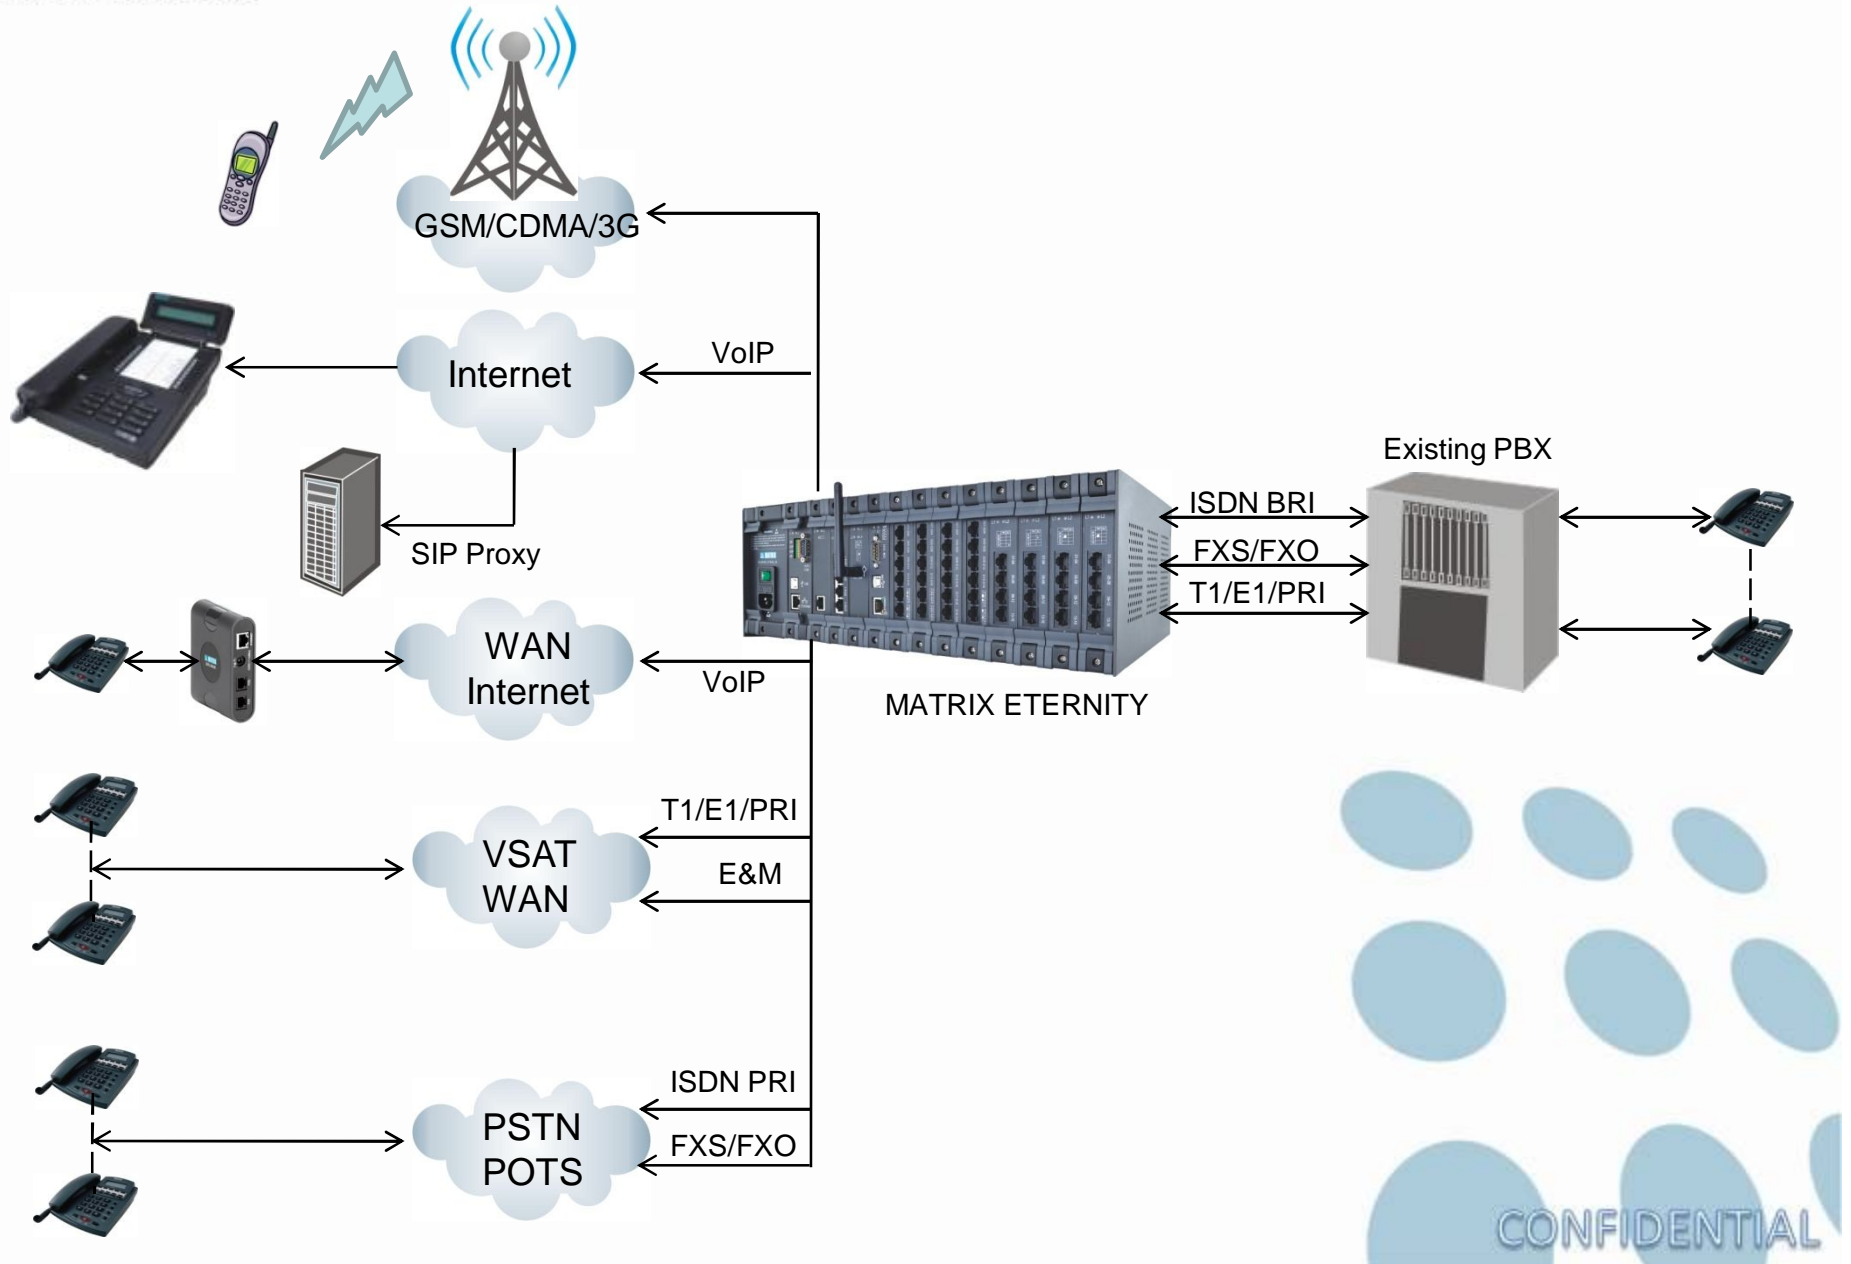 GSM/CDMA/3G
VoIP
Internet
SIP Proxy
Existing PBX
ISDN BRI
FXS/FXO
T1/E1/PRI
MATRIX ETERNITY
WAN
Internet
VoIP
T1/E1/PRI
VSAT
WAN
E&M
ISDN PRI
PSTN
POTS
FXS/FXO
CONFIDENTIAL